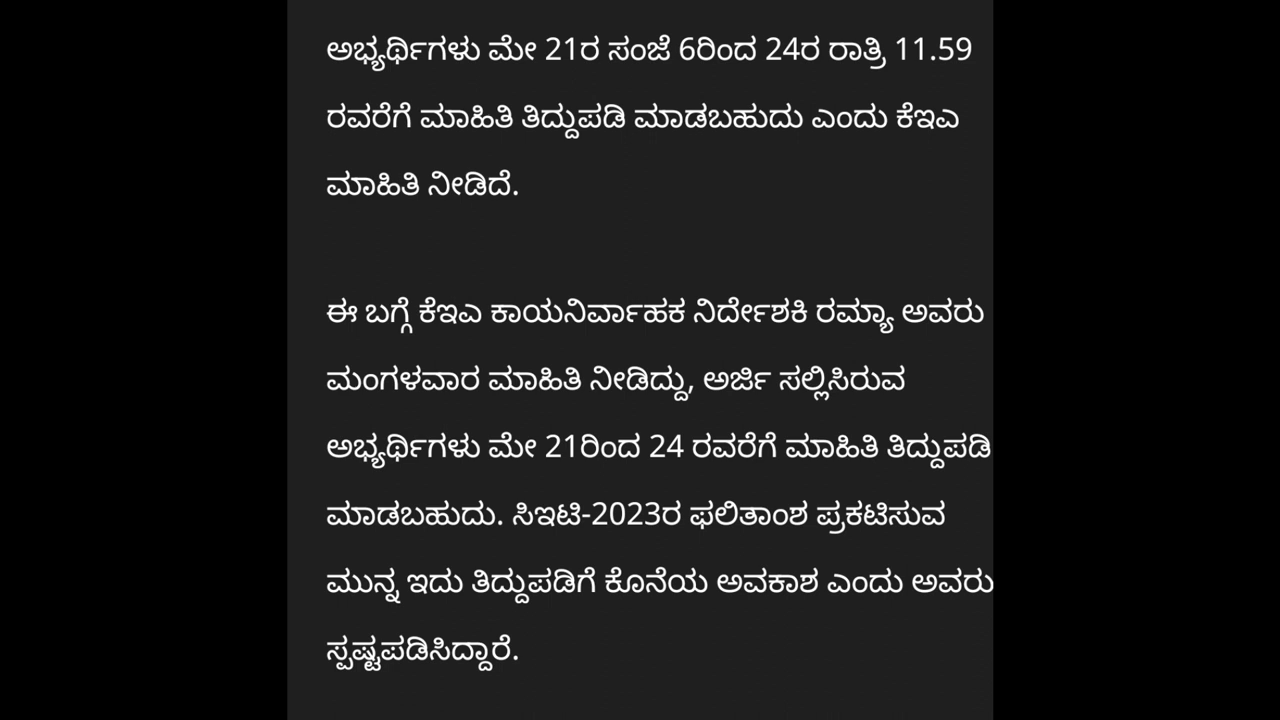 ಅಭ್ಯರ್ಥಿಗಳು ಮೇ 21ರ ಸಂಜೆ 6ರಿಂದ 24ರ ರಾತ್ರಿ 11.59
ರವರೆಗೆ ಮಾಹಿತಿ ತಿದ್ದುಪಡಿ ಮಾಡಬಹುದು ಎಂದು ಕೆಇಎ
ಮಾಹಿತಿ ನೀಡಿದೆ.
ಈ ಬಗ್ಗೆ ಕೆಇಎ ಕಾಯನಿರ್ವಾಹಕ ನಿರ್ದೇಶಕಿ ರಮ್ಯಾ ಅವರು
ಮಂಗಳವಾರ ಮಾಹಿತಿ ನೀಡಿದ್ದು, ಅರ್ಜಿ ಸಲ್ಲಿಸಿರುವ
ಅಭ್ಯರ್ಥಿಗಳು ಮೇ 21ರಿಂದ 24 ರವರೆಗೆ ಮಾಹಿತಿ ತಿದ್ದುಪಡಿ
ಮಾಡಬಹುದು. ಸಿಇಟಿ-2023ರ ಫಲಿತಾಂಶ ಪ್ರಕಟಿಸುವ
ಮುನ್ನ ಇದು ತಿದ್ದುಪಡಿಗೆ ಕೊನೆಯ ಅವಕಾಶ ಎಂದು ಅವರು
ಸ್ಪಷ್ಟಪಡಿಸಿದ್ದಾರೆ.